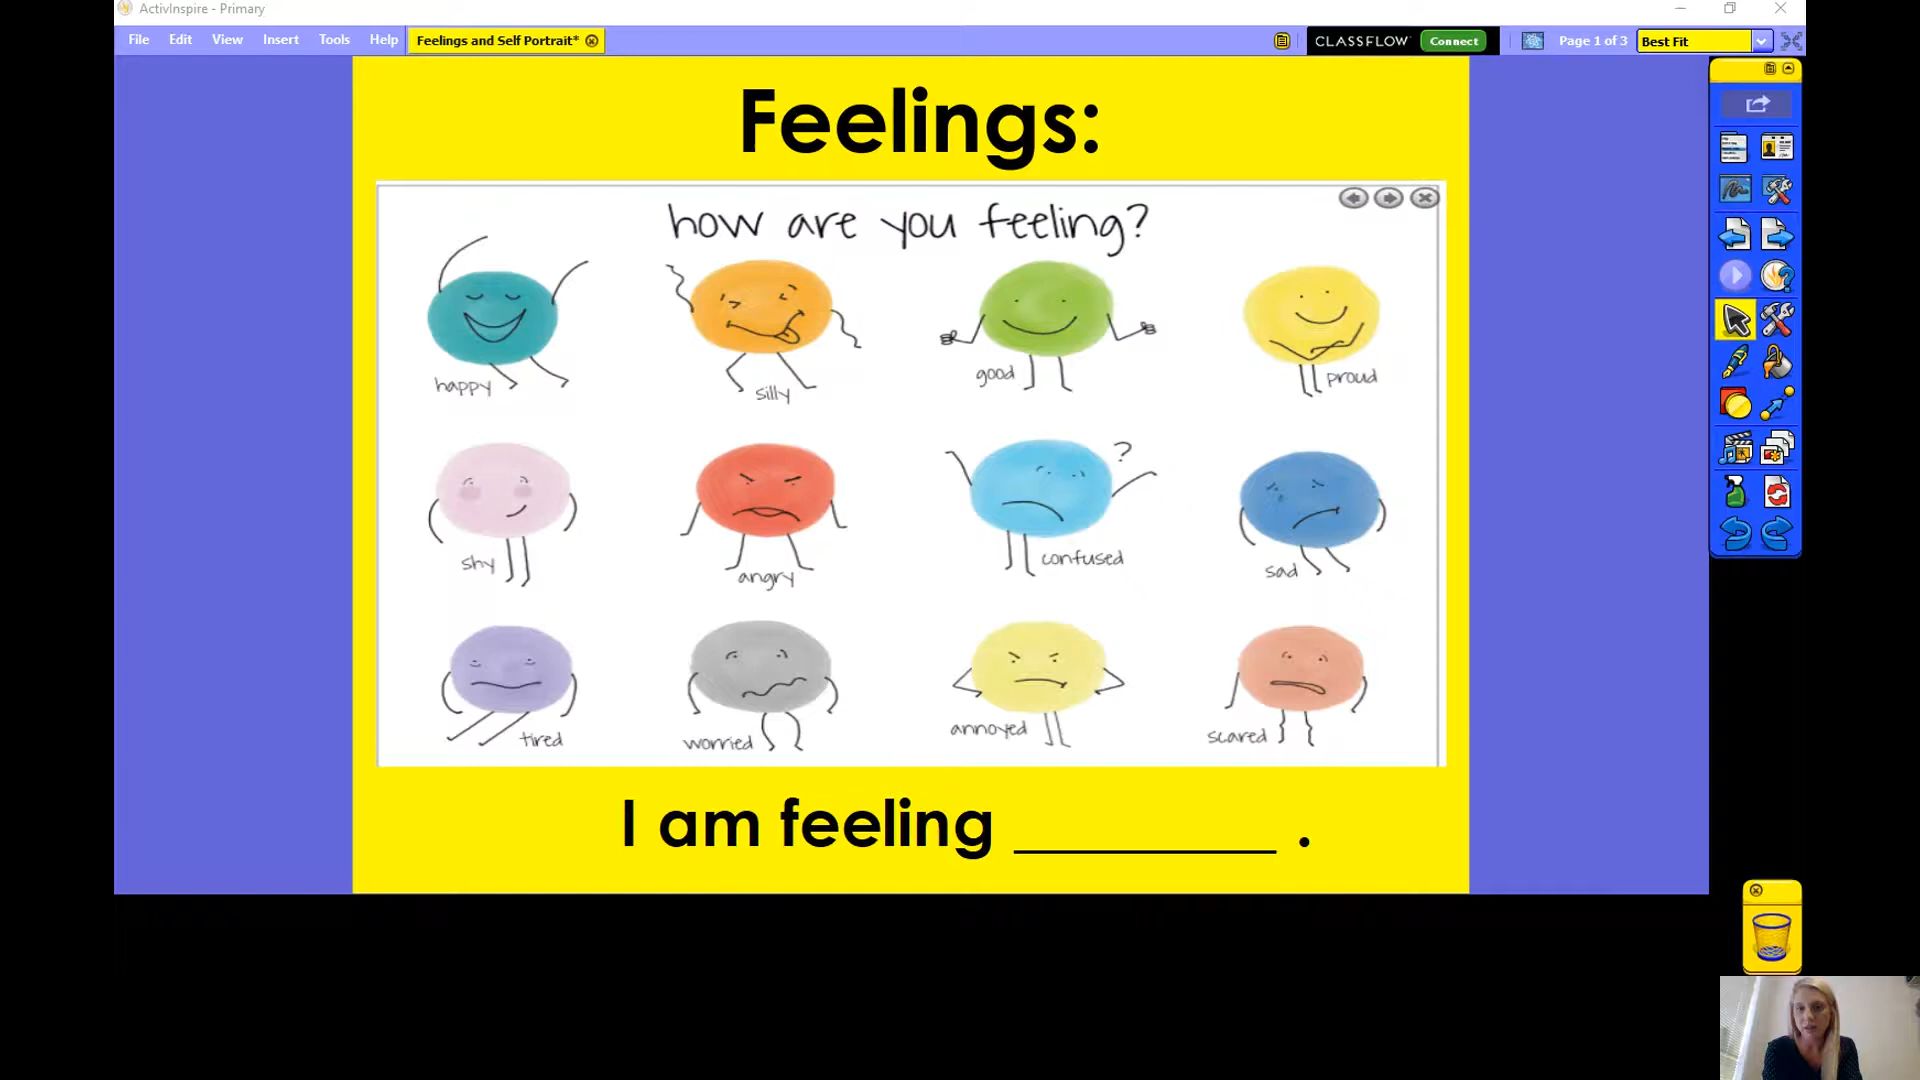 ActivInspire - Primary
File Edit View Insert Tools Help Feelings and Self Portrait* CLASSFLOW Connect Page 1 of 3 Best Fit
Feelings:
how are you feeling?
happy silly good proud
?
shy angry confused sad
tired worried annoyed scared
I am feeling ________ .